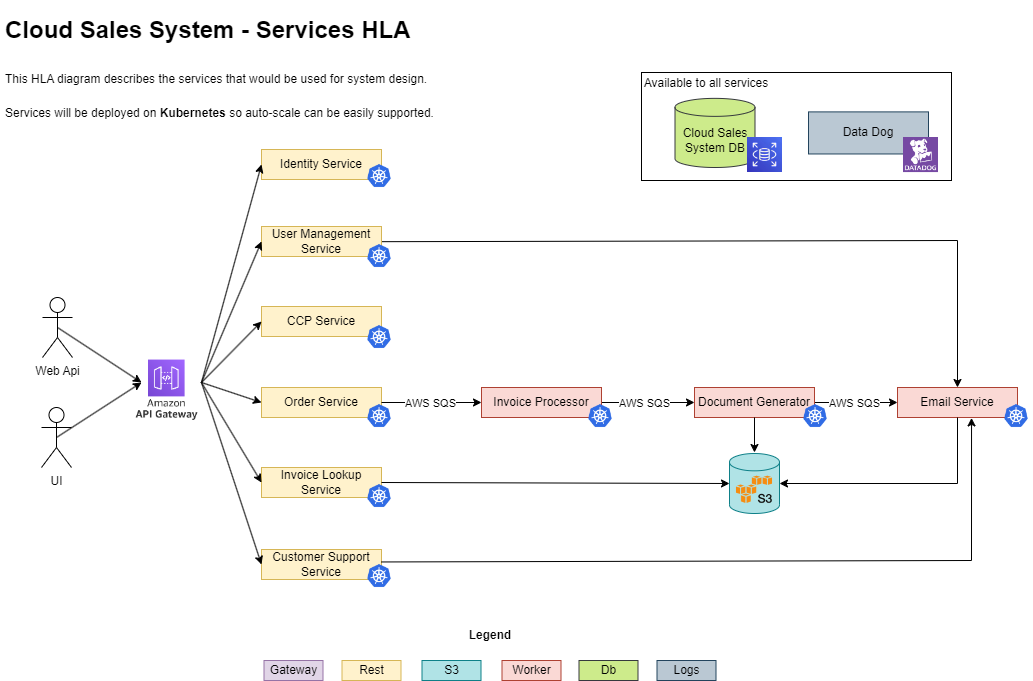 Cloud Sales System - Services HLA
This HLA diagram describes the services that would be used for system design.
Services will be deployed on Kubernetes so auto-scale can be easily supported.
Available to all services
Cloud Sales
System DB
Data Dog
DATADOG
Identity Service
User Management
Service
CCP Service
Web Api
Amazon
API Gateway
Order Service
AWS SQS
Invoice Processor
AWS SQS
Document Generator
AWS SQS
Email Service
UI
Invoice Lookup
Service
S3
Customer Support
Service
Legend
Gateway
Rest
S3
Worker
Db
Logs